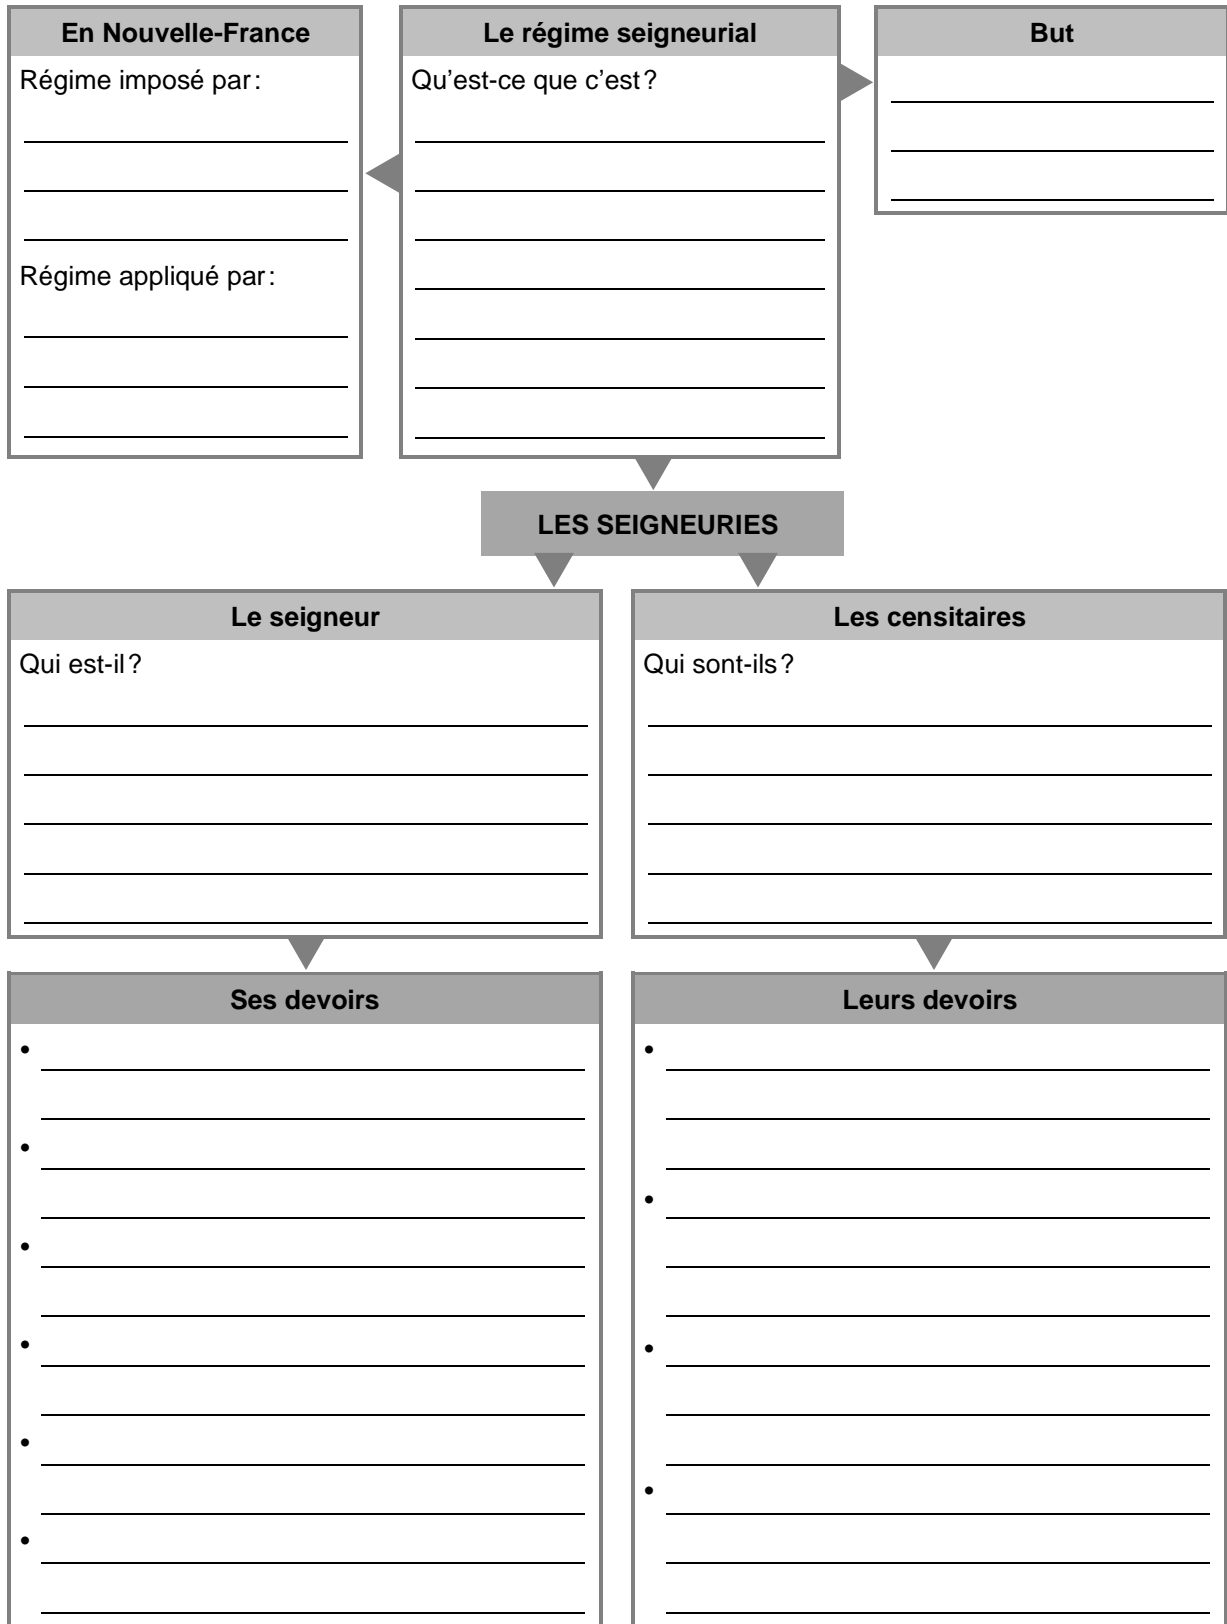 En Nouvelle-France
Régime imposé par :
Régime appliqué par :
Le régime seigneurial
Qu’est-ce que c’est ?
But
LES SEIGNEURIES
Le seigneur
Qui est-il ?
Les censitaires
Qui sont-ils ?
Ses devoirs
•
•
•
•
•
•
Leurs devoirs
•
•
•
•